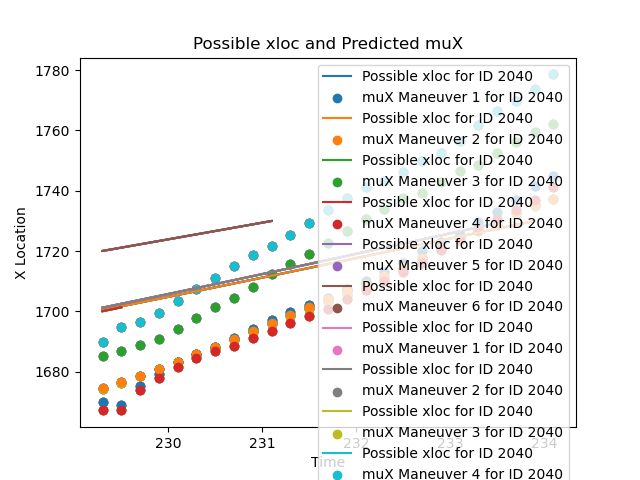 Possible xloc and Predicted muX
1780
1760
1740
1720
1700
1680
X Location
230
231
232
233
234
Time
Possible xloc for ID 2040
muX Maneuver 1 for ID 2040
Possible xloc for ID 2040
muX Maneuver 2 for ID 2040
Possible xloc for ID 2040
muX Maneuver 3 for ID 2040
Possible xloc for ID 2040
muX Maneuver 4 for ID 2040
Possible xloc for ID 2040
muX Maneuver 5 for ID 2040
Possible xloc for ID 2040
muX Maneuver 6 for ID 2040
Possible xloc for ID 2040
muX Maneuver 1 for ID 2040
Possible xloc for ID 2040
muX Maneuver 2 for ID 2040
Possible xloc for ID 2040
muX Maneuver 3 for ID 2040
Possible xloc for ID 2040
muX Maneuver 4 for ID 2040